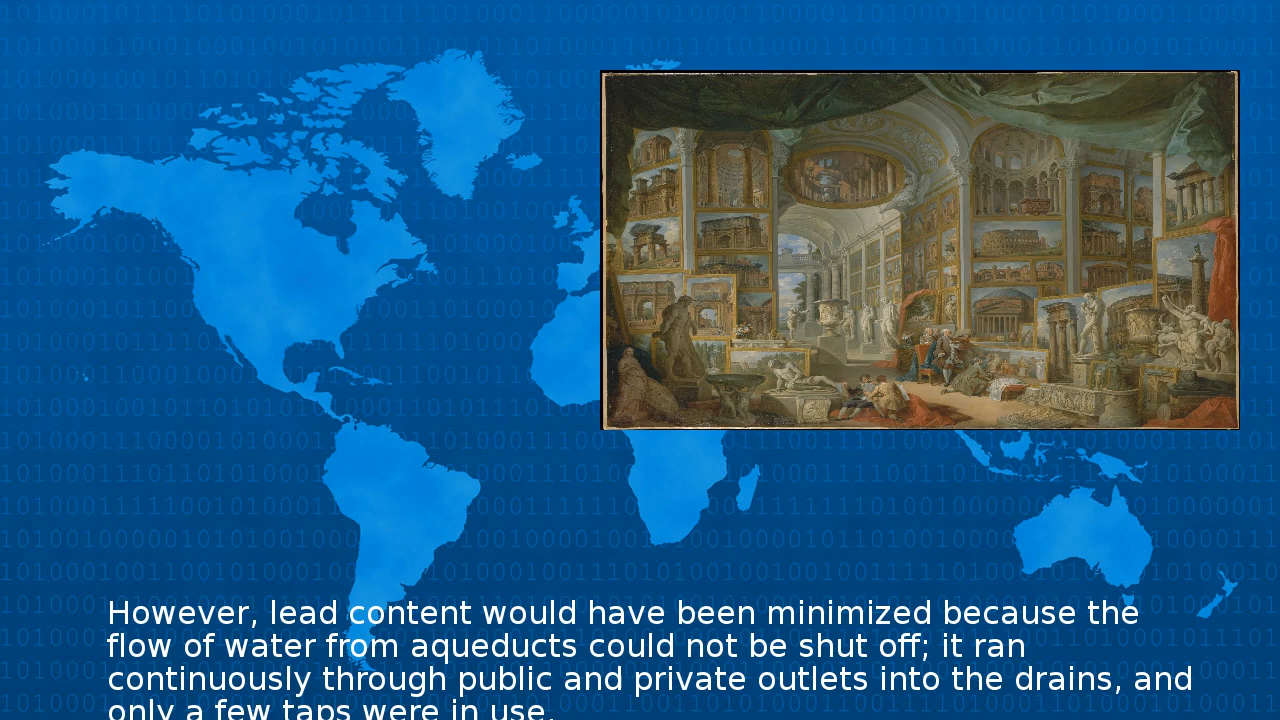 However, lead content would have been minimized because the
flow of water from aqueducts could not be shut off; it ran
continuously through public and private outlets into the drains, and
only a few taps were in use.